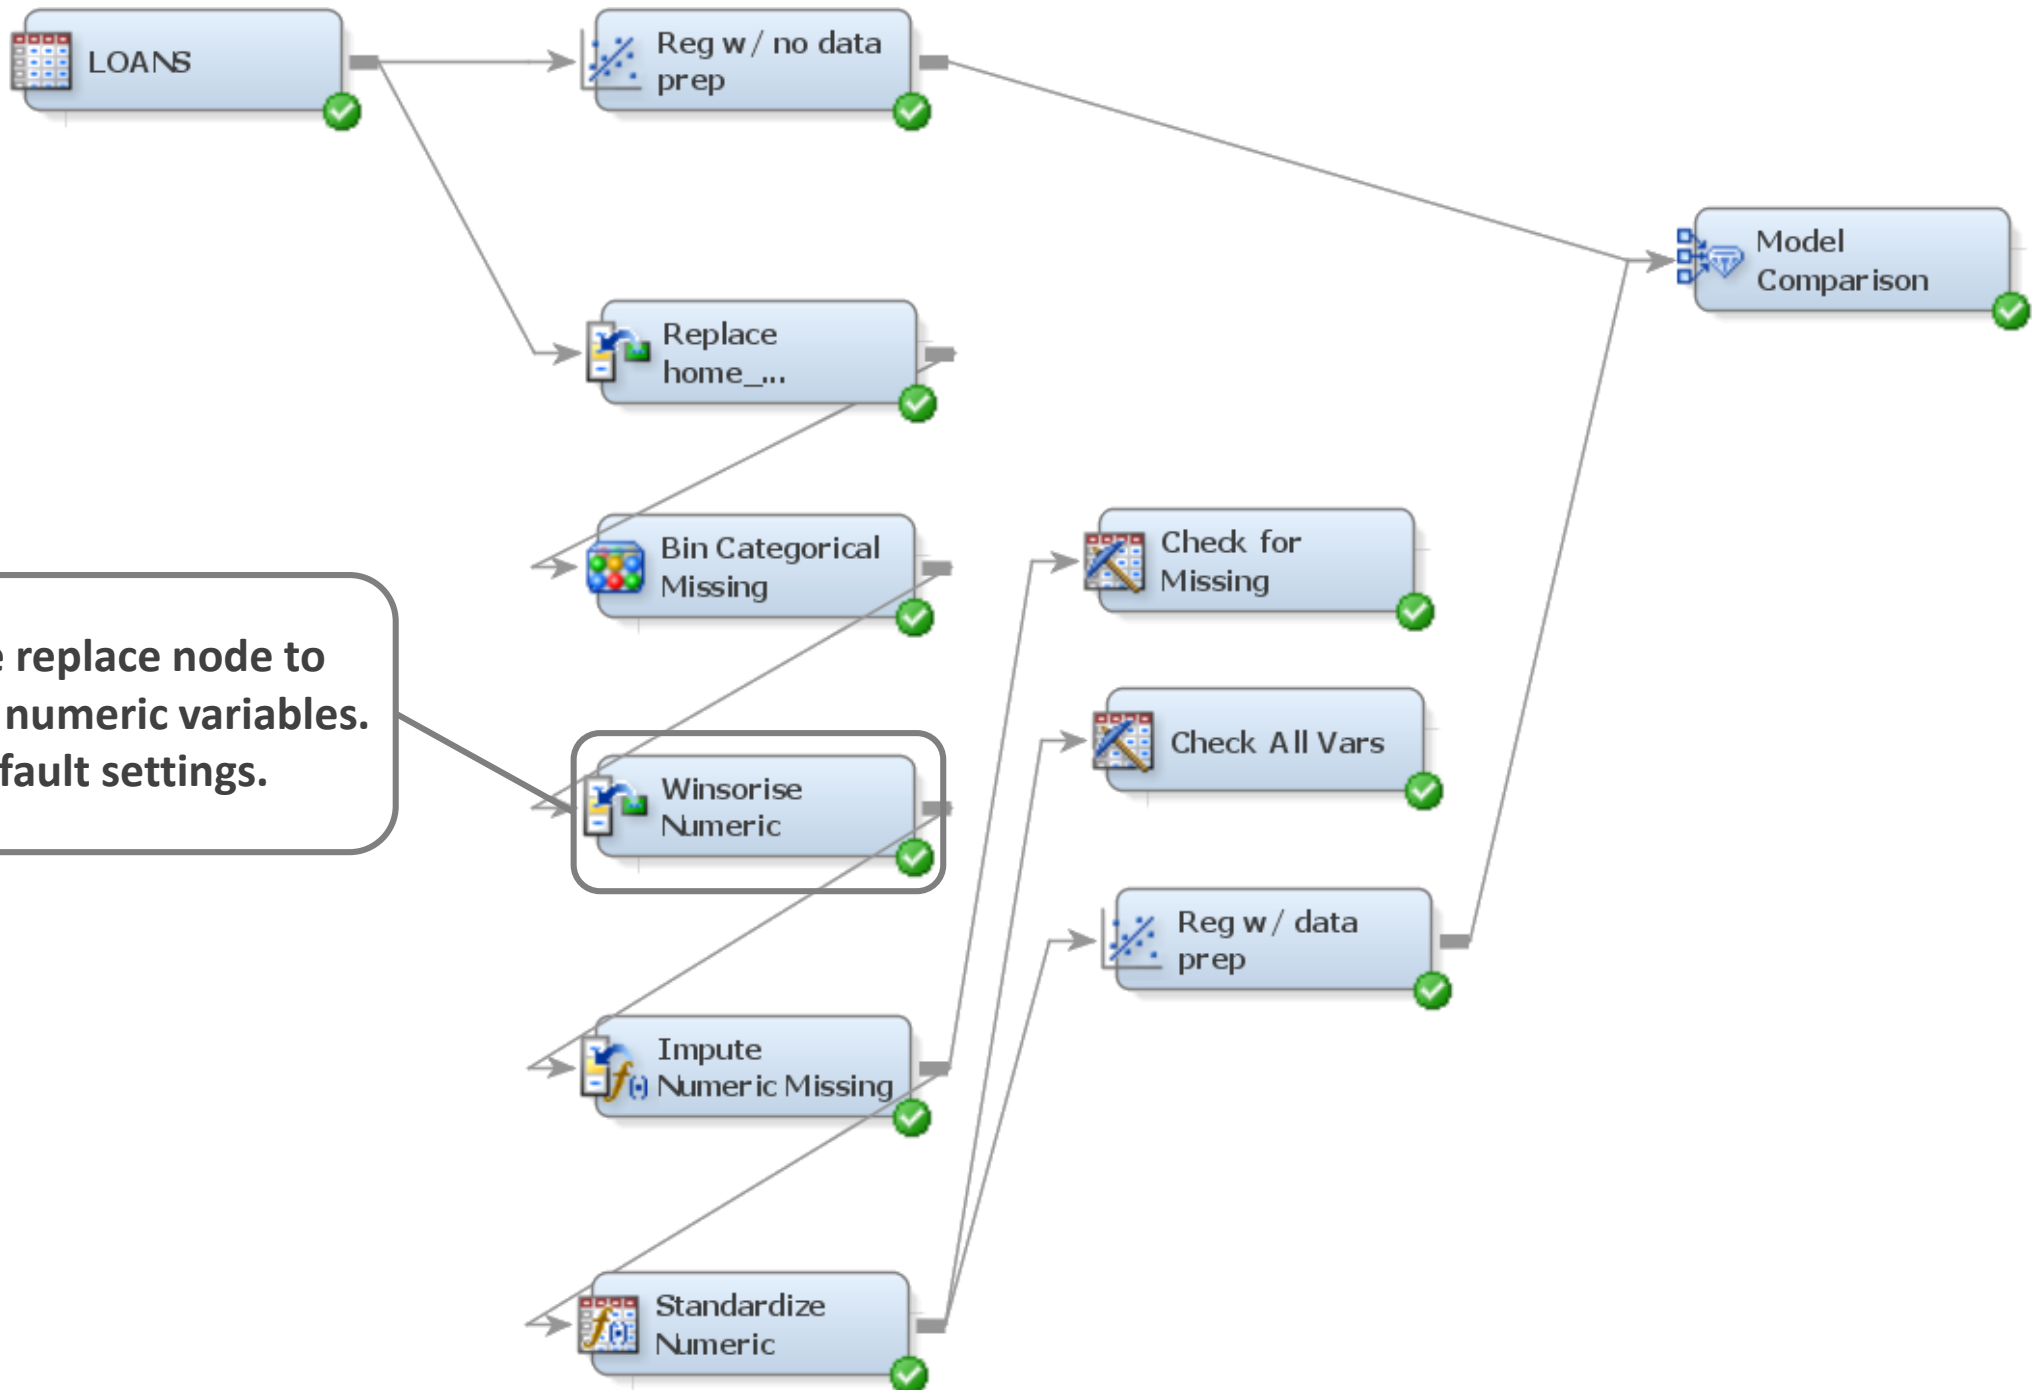 LOANS
Reg w/ no data
prep
Model
Comparison
Replace
home_...
Bin Categorical
Missing
Check for
Missing
replace node to
numeric variables.
Check All Vars
settings.
Winsorise
Numeric
Reg w/ data
prep
Impute
Numeric Missing
Standardize
Numeric